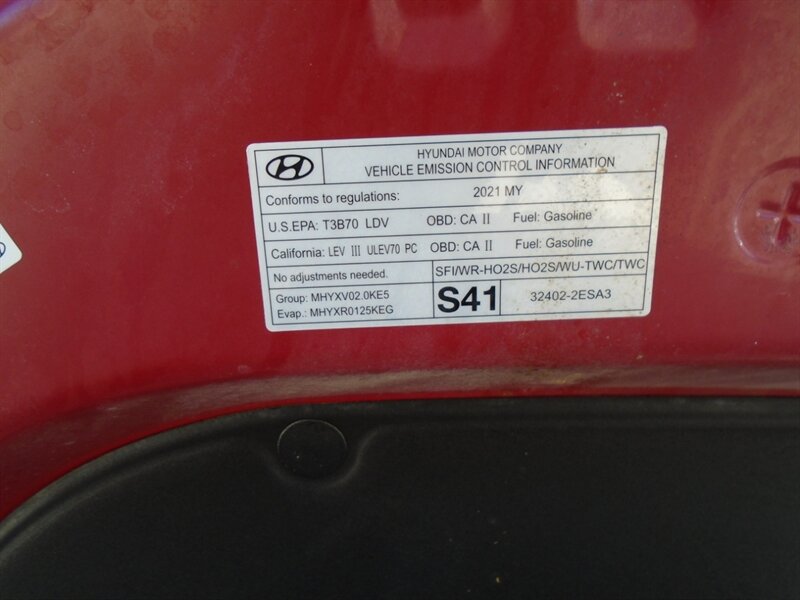 HYUNDAI MOTOR COMPANY
VEHICLE EMISSION CONTROL INFORMATION
Conforms to regulations: 2021 MY
U.S.EPA: T3B70 LDV OBD: CA II Fuel: Gasoline
California: LEV III ULEV70 PC OBD: CA II Fuel: Gasoline
No adjustments needed. SFI/WR-HO2S/HO2S/WU-TWC/TWC
Group: MHYXV02.0KE5
Evap.: MHYXR0125KEG
S41 32402-2ESA3